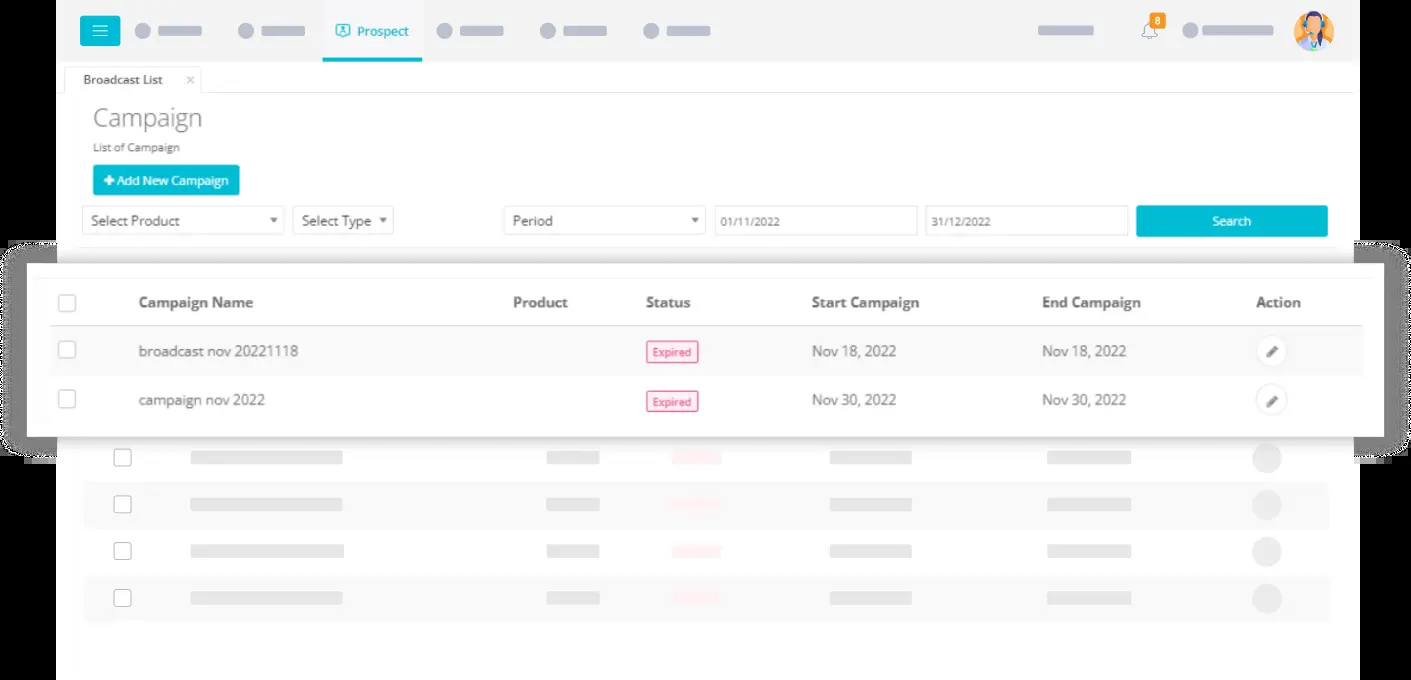 Prospect
8
Broadcast List ×
Campaign
List of Campaign
+ Add New Campaign
Select Product Select Type Period 01/11/2022 31/12/2022 Search
Campaign Name Product Status Start Campaign End Campaign Action
broadcast nov 20221118 Expired Nov 18, 2022 Nov 18, 2022
campaign nov 2022 Expired Nov 30, 2022 Nov 30, 2022